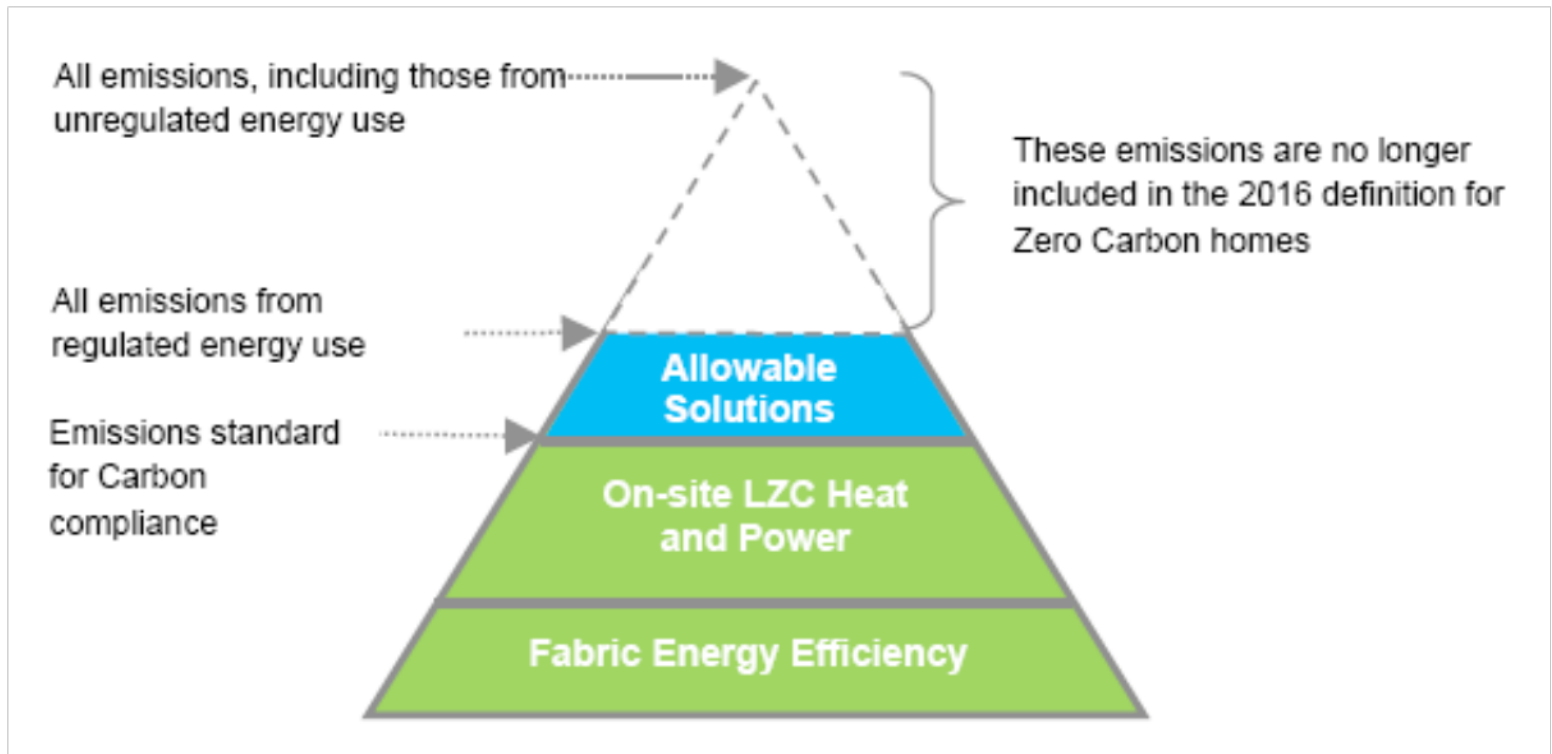 All emissions, including those from
unregulated energy use
These emissions are no longer
included in the 2016 definition for
Zero Carbon homes
All emissions from
regulated energy use
Allowable
Solutions
Emissions standard
for Carbon
compliance
On-site LZC Heat
and Power
Fabric Energy Efficiency